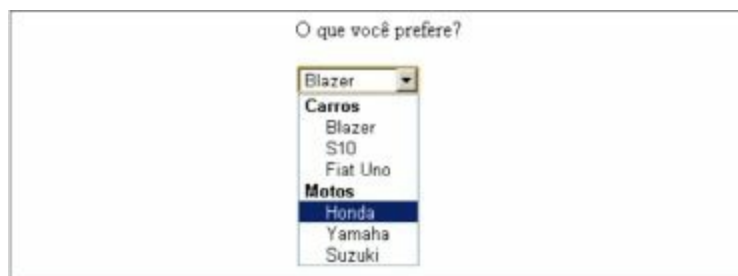 O que você prefere?
Blazer
Carros
Blazer
S10
Fiat Uno
Motos
Honda
Yamaha
Suzuki